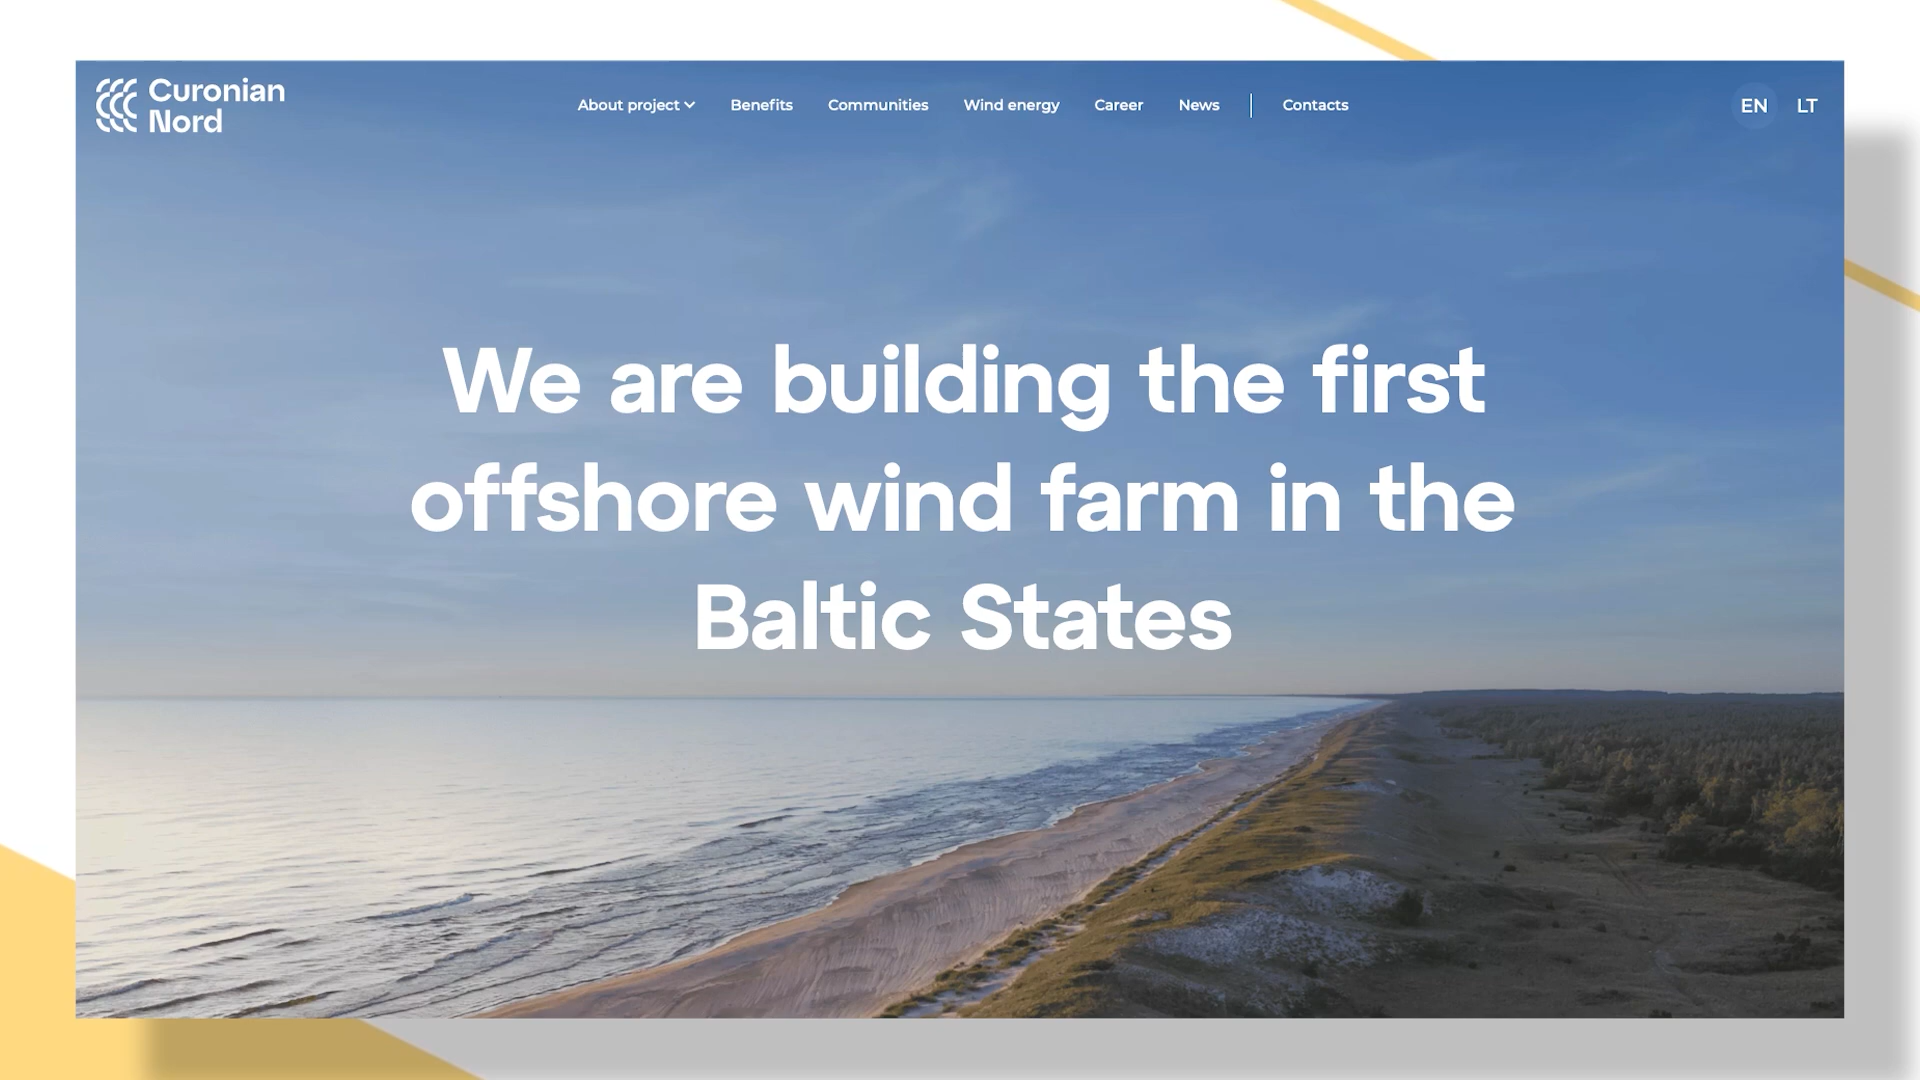 Curonian
Nord
About project
Benefits
Communities
Wind energy
Career
News
Contacts
EN
LT
We are building the first
offshore wind farm in the
Baltic States